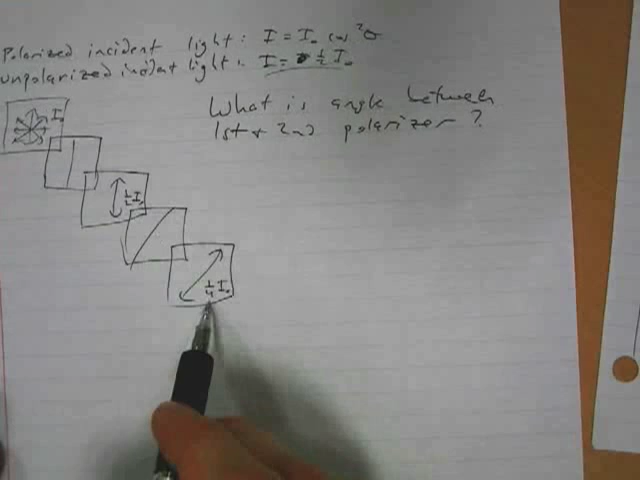 Polarized incident light: I = I₀ cos²θ
Unpolarized incident light: I = ½ I₀
What is angle between
1st & 2nd polarizer?
I₀
½ I₀
¼ I₀